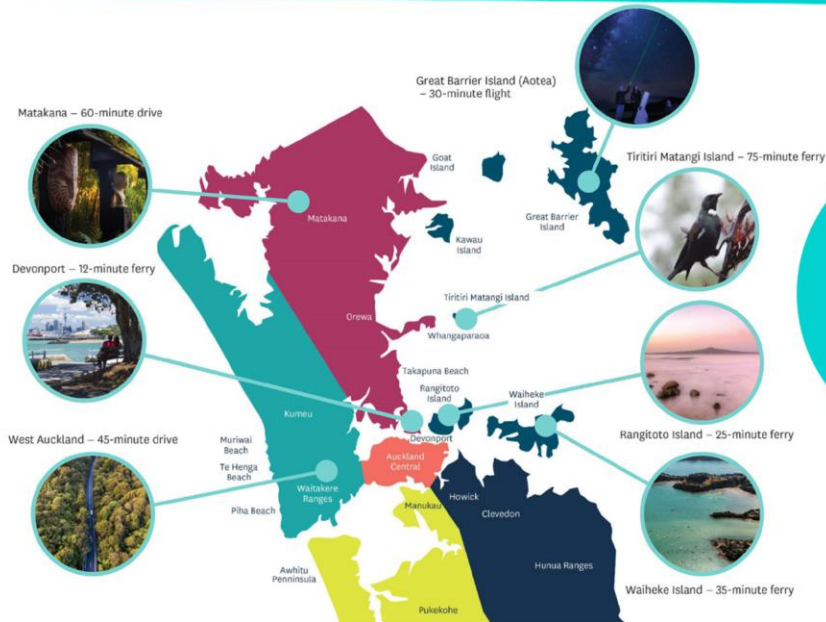 Great Barrier Island (Aotea)
– 30-minute flight
Matakana – 60-minute drive
Tiritiri Matangi Island – 75-minute ferry
Goat
Island
Matakana
Great Barrier
Island
Kawau
Island
Devonport – 12-minute ferry
Tiritiri Matangi Island
Orewa
Whangaparaoa
Takapuna Beach
Rangitoto
Island
Waiheke
Island
Kumeu
Devonport
Rangitoto Island – 25-minute ferry
West Auckland – 45-minute drive
Muriwai
Beach
Te Henga
Beach
Piha Beach
Waitakere
Ranges
Auckland
Central
Manukau
Howick
Clevedon
Hunua Ranges
Awhitu
Penninsula
Pukekohe
Waiheke Island – 35-minute ferry